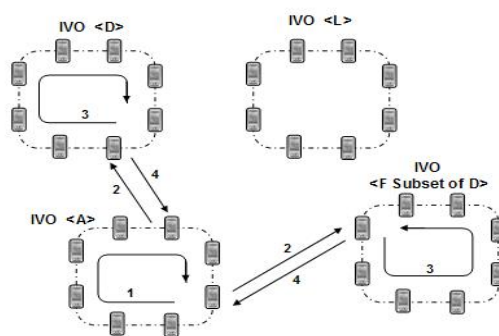 IVO <D>
IVO <L>
3
2
4
IVO
<F Subset of D>
IVO <A>
2
4
3
1